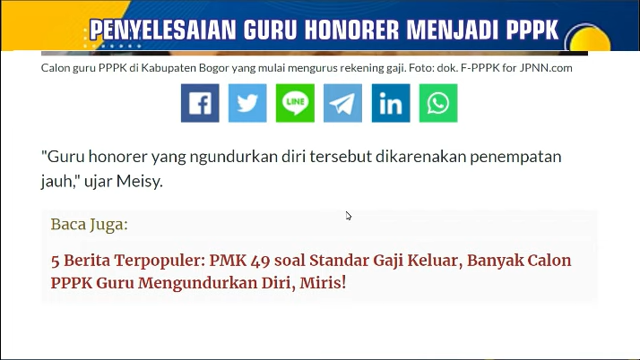 PENYELESAIAN GURU HONORER MENJADI PPPK
Calon guru PPPK di Kabupaten Bogor yang mulai mengurus rekening gaji. Foto: dok. F-PPPK for JPNN.com
LINE
in
"Guru honorer yang ngundurkan diri tersebut dikarenakan penempatan
jauh," ujar Meisy.
Baca Juga:
5 Berita Terpopuler: PMK 49 soal Standar Gaji Keluar, Banyak Calon
PPPK Guru Mengundurkan Diri, Miris!